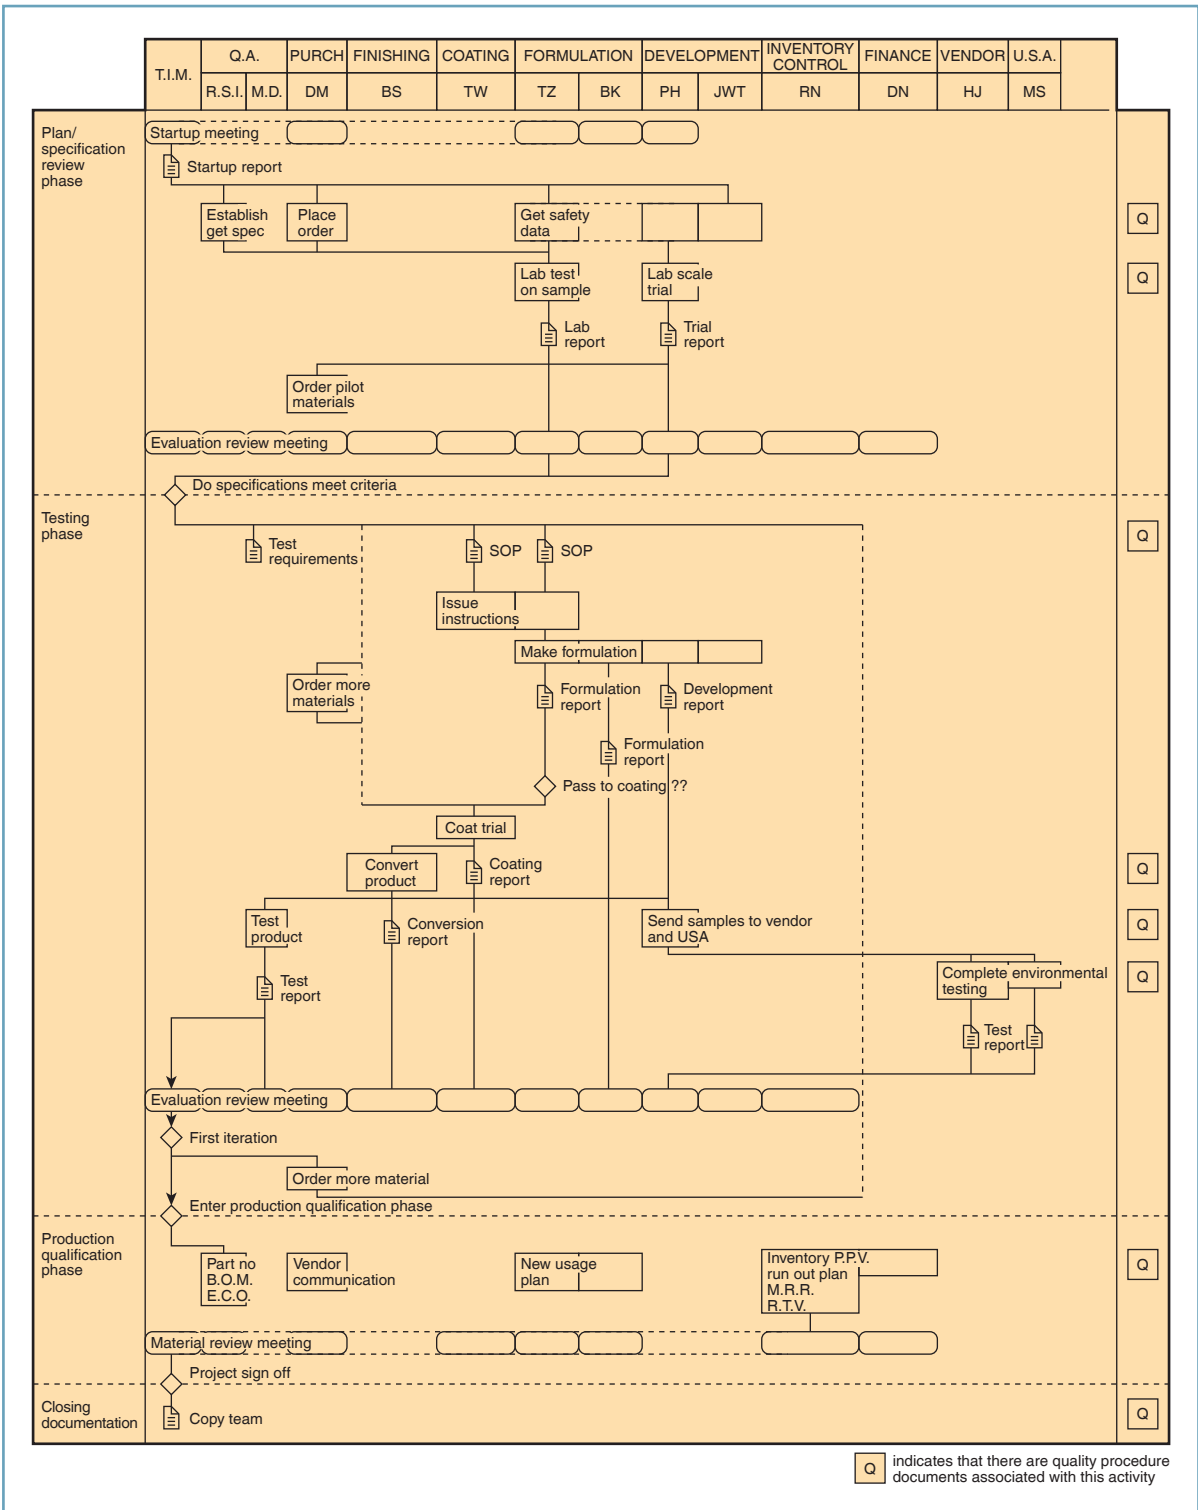 T.I.M.
Q.A.
PURCH
FINISHING
COATING
FORMULATION
DEVELOPMENT
INVENTORY
CONTROL
FINANCE
VENDOR
U.S.A.
R.S.I.
M.D.
DM
BS
TW
TZ
BK
PH
JWT
RN
DN
HJ
MS
Plan/
specification
review
phase
Startup meeting
Startup report
Establish
get spec
Place
order
Get safety
data
Q
Lab test
on sample
Lab scale
trial
Q
Lab
report
Trial
report
Order pilot
materials
Evaluation review meeting
Do specifications meet criteria
Testing
phase
Test
requirements
SOP
SOP
Q
Issue
instructions
Make formulation
Order more
materials
Formulation
report
Development
report
Formulation
report
Pass to coating ??
Coat trial
Convert
product
Coating
report
Q
Test
product
Conversion
report
Send samples to vendor
and USA
Q
Test
report
Complete environmental
testing
Q
Test
report
Evaluation review meeting
First iteration
Order more material
Enter production qualification phase
Production
qualification
phase
Part no
B.O.M.
E.C.O.
Vendor
communication
New usage
plan
Inventory P.P.V.
run out plan
M.R.R.
R.T.V.
Q
Material review meeting
Project sign off
Closing
documentation
Copy team
Q
Q
indicates that there are quality procedure
documents associated with this activity